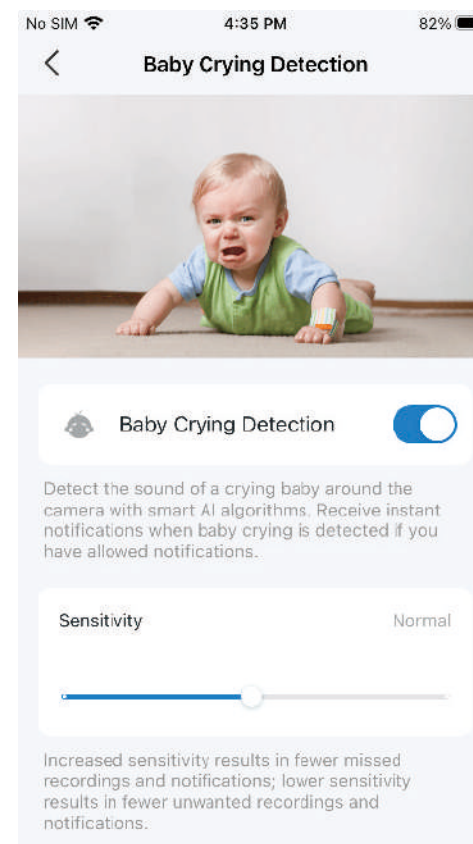 No SIM 4:35 PM 82%
Baby Crying Detection
Baby Crying Detection
Detect the sound of a crying baby around the
camera with smart AI algorithms. Receive instant
notifications when baby crying is detected if you
have allowed notifications.
Sensitivity Normal
Increased sensitivity results in fewer missed
recordings and notifications; lower sensitivity
results in fewer unwanted recordings and
notifications.